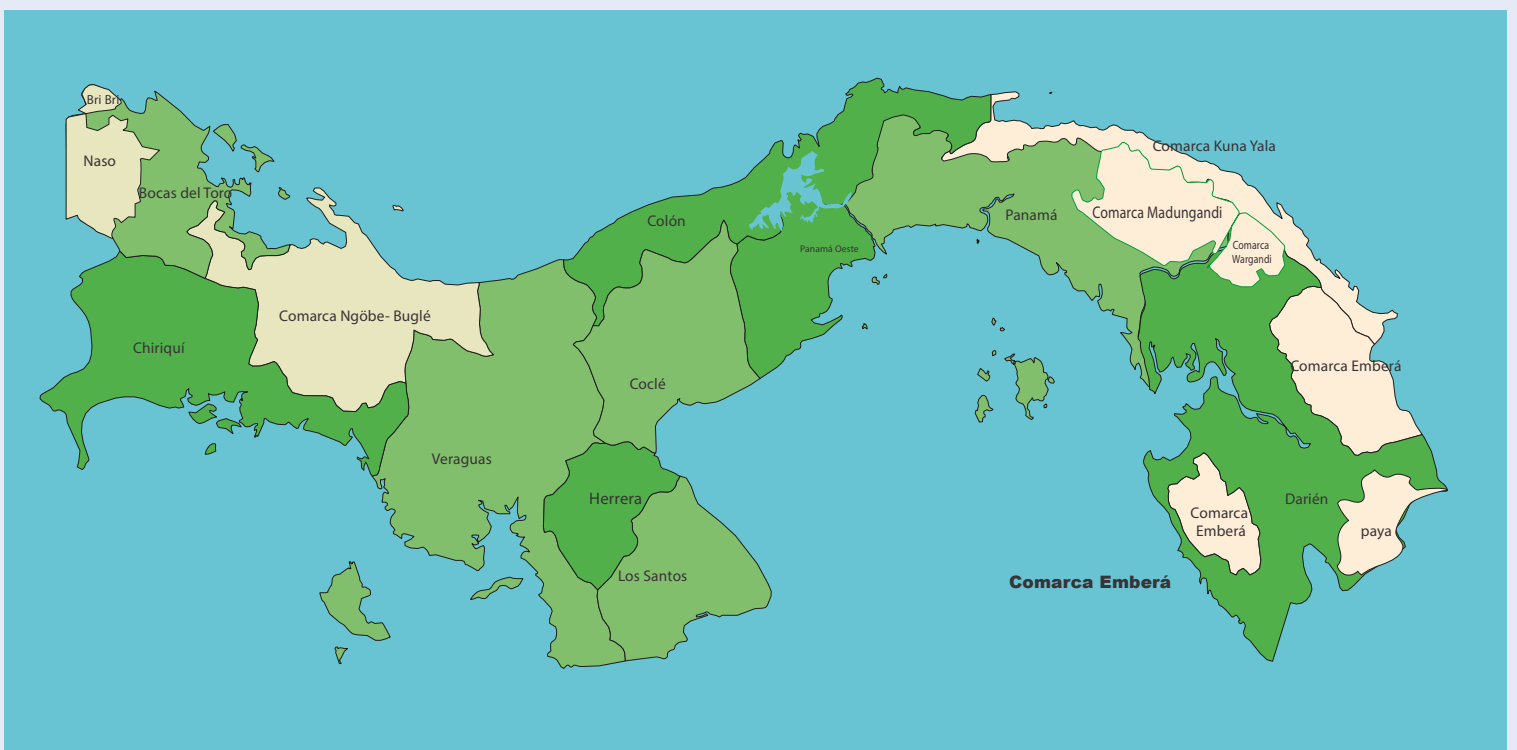 Bri Bri
Naso
Bocas del Toro
Comarca Kuna Yala
Colón
Panamá
Comarca Madungandi
Panamá Oeste
Comarca
Wargandi
Comarca Ngöbe- Buglé
Chiriquí
Coclé
Comarca Emberá
Veraguas
Herrera
Darién
Comarca
Emberá
paya
Los Santos
Comarca Emberá